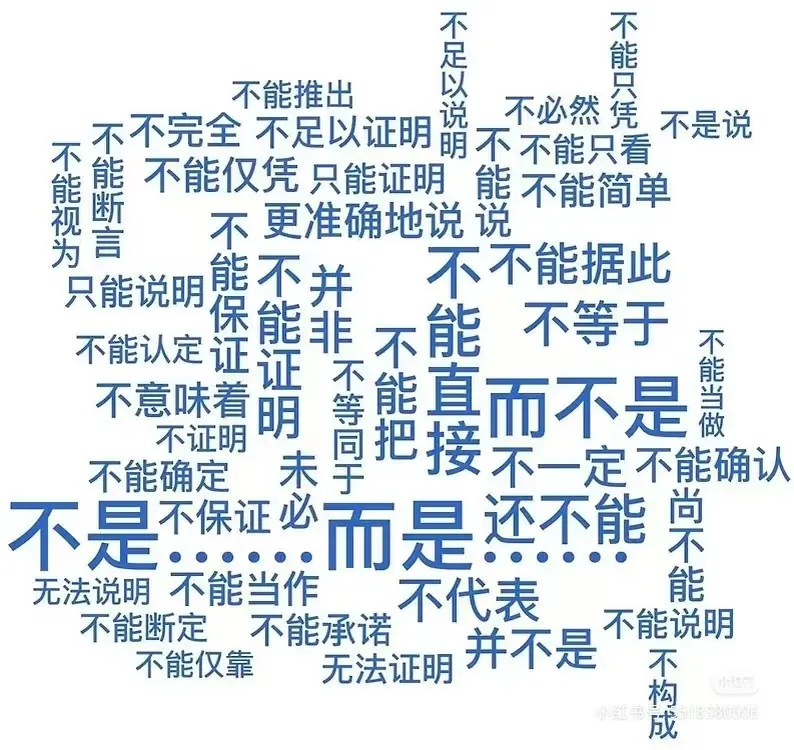 不足以说明
不能只凭
不能推出
不必然
不是说
不能断言
不完全
不足以证明
不能说
不能只看
不能视为
不能仅凭
只能证明
不能简单
更准确地说
不能保证
不能证明
并非
不能直接
不能据此
只能说明
不等于
不能认定
不等同于
不能把
不能当做
不意味着
而不是
不证明
未必
不一定
不能确认
不能确定
不是……而是……
不保证
还不能
尚不能
无法说明
不能当作
不代表
不能断定
不能承诺
并不是
不能说明
不能仅靠
无法证明
不构成
小红书